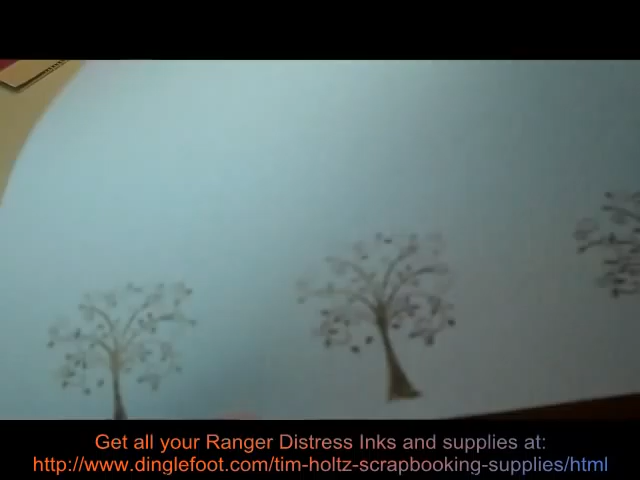 Get all your Ranger Distress Inks and supplies at:
http://www.dinglefoot.com/tim-holtz-scrapbooking-supplies/html